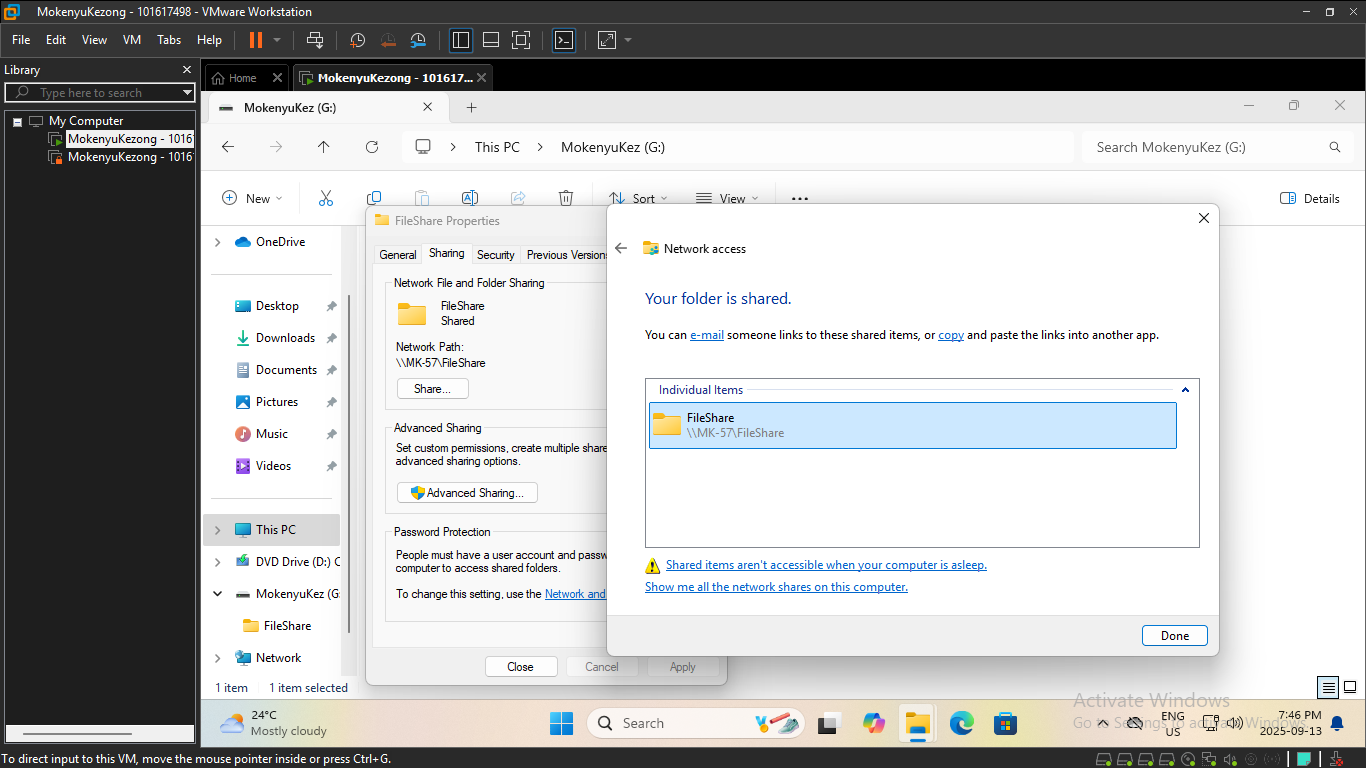 MokenyuKezong - 101617498 - VMware Workstation
File Edit View VM Tabs Help
Library
Type here to search
My Computer
MokenyuKezong - 1016
MokenyuKezong - 1016
Home
MokenyuKezong - 101617...
MokenyuKez (G:)
This PC MokenyuKez (G:)
Search MokenyuKez (G:)
New
Sort
View
Details
OneDrive
Desktop
Downloads
Documents
Pictures
Music
Videos
This PC
DVD Drive (D:) C
MokenyuKez (G:
FileShare
Network
1 item 1 item selected
FileShare Properties
General Sharing Security Previous Versions
Network File and Folder Sharing
FileShare
Shared
Network Path:
\\MK-57\FileShare
Share...
Advanced Sharing
Set custom permissions, create multiple share
advanced sharing options.
Advanced Sharing...
Password Protection
People must have a user account and passw
computer to access shared folders.
To change this setting, use the Network and
Close Cancel Apply
Network access
Your folder is shared.
You can e-mail someone links to these shared items, or copy and paste the links into another app.
Individual Items
FileShare
\\MK-57\FileShare
Shared items aren't accessible when your computer is asleep.
Show me all the network shares on this computer.
Done
Activate Windows
Go to Settings to activate Windows.
24°C
Mostly cloudy
Search
ENG
US
7:46 PM
2025-09-13
To direct input to this VM, move the mouse pointer inside or press Ctrl+G.